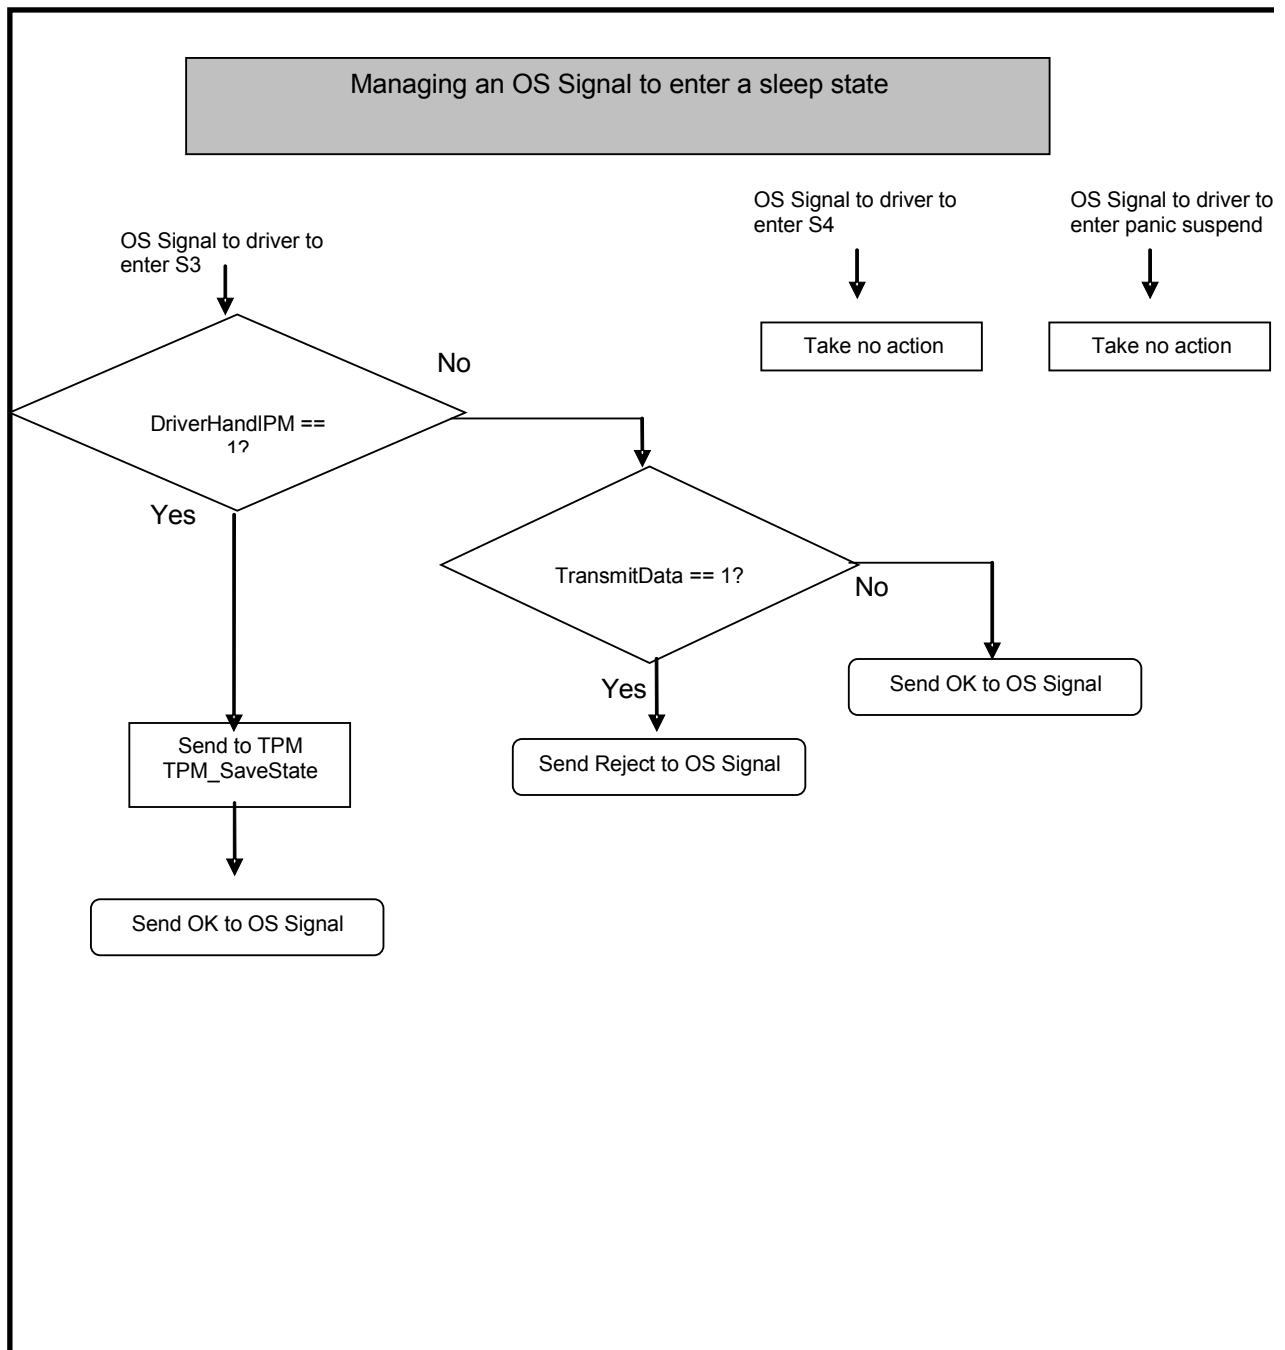 Managing an OS Signal to enter a sleep state
OS Signal to driver to
enter S3
OS Signal to driver to
enter S4
OS Signal to driver to
enter panic suspend
Take no action
Take no action
No
DriverHandlPM ==
1?
Yes
TransmitData == 1?
No
Yes
Send OK to OS Signal
Send to TPM
TPM_SaveState
Send Reject to OS Signal
Send OK to OS Signal